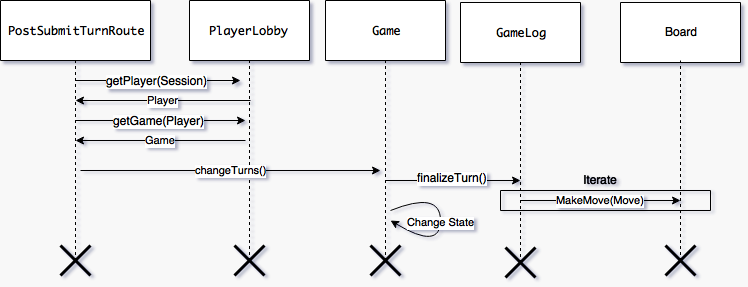 PostSubmitTurnRoute
PlayerLobby
Game
GameLog
Board
getPlayer(Session)
Player
getGame(Player)
Game
changeTurns()
finalizeTurn()
Iterate
MakeMove(Move)
Change State